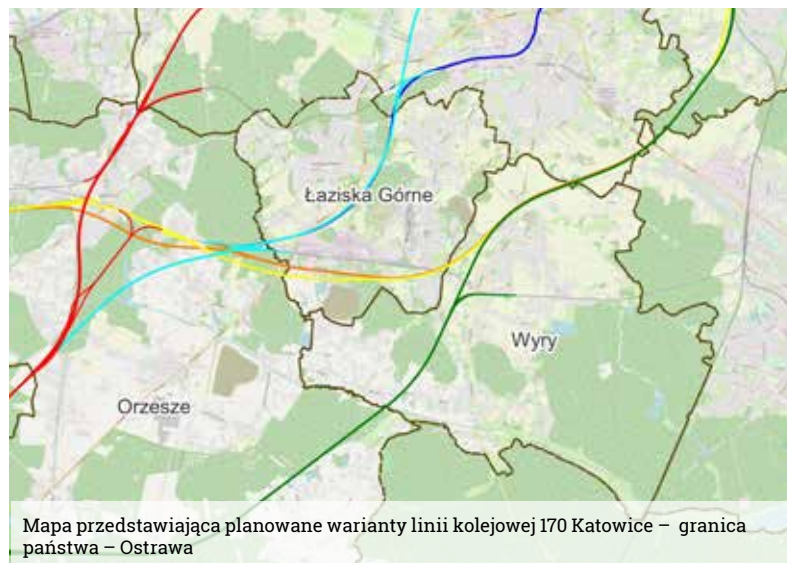 Łaziska Górne
Wyry
Orzesze
Mapa przedstawiająca planowane warianty linii kolejowej 170 Katowice – granica
państwa – Ostrawa